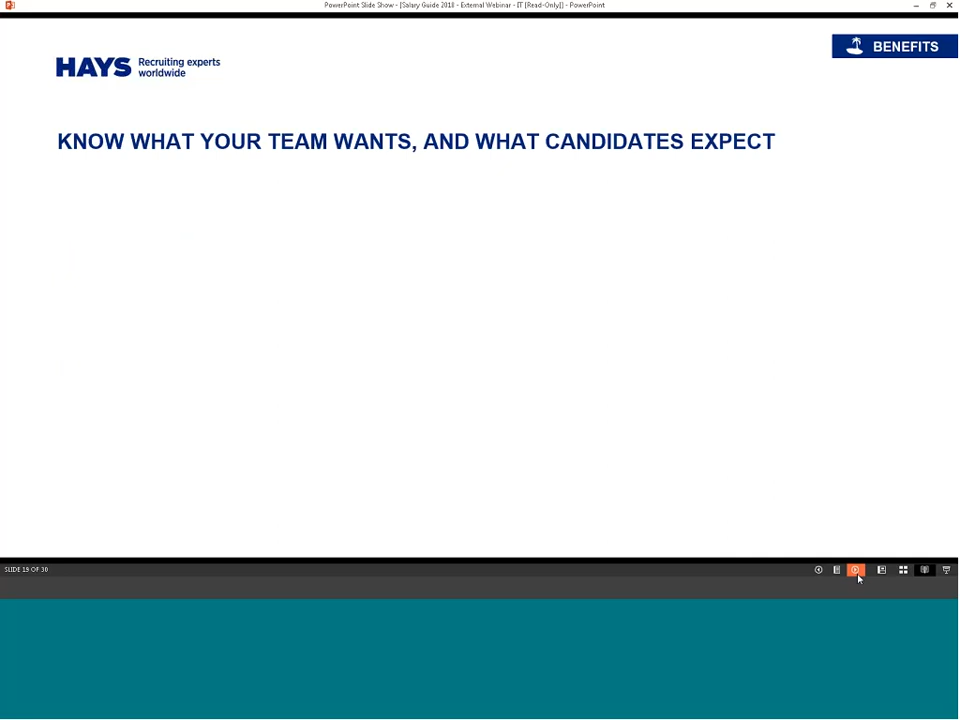 PowerPoint Slide Show - [Salary Guide 2018 - External Webinar - IT [Read-Only]] - PowerPoint
BENEFITS
HAYS Recruiting experts
worldwide
KNOW WHAT YOUR TEAM WANTS, AND WHAT CANDIDATES EXPECT
SLIDE 19 OF 30